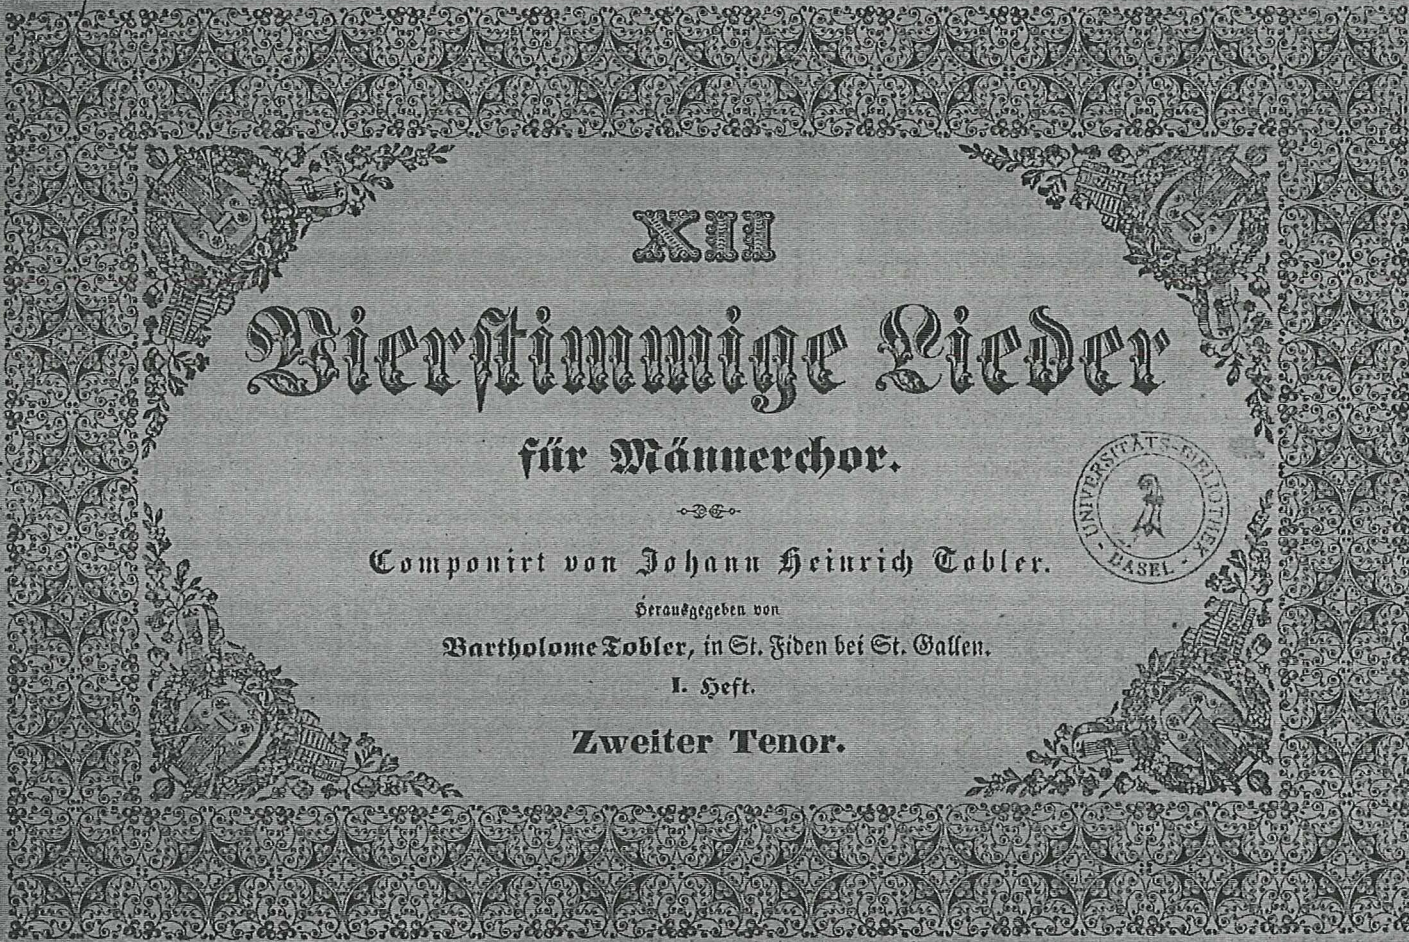 XII
Vierstimmige Lieder
für Männerchor.
Componirt von Johann Heinrich Tobler.
Herausgegeben von
Bartholome Tobler, in St. Fiden bei St. Gallen.
I. Heft.
Zweiter Tenor.
UNIVERSITÄTS-BIBLIOTHEK
- BASEL -